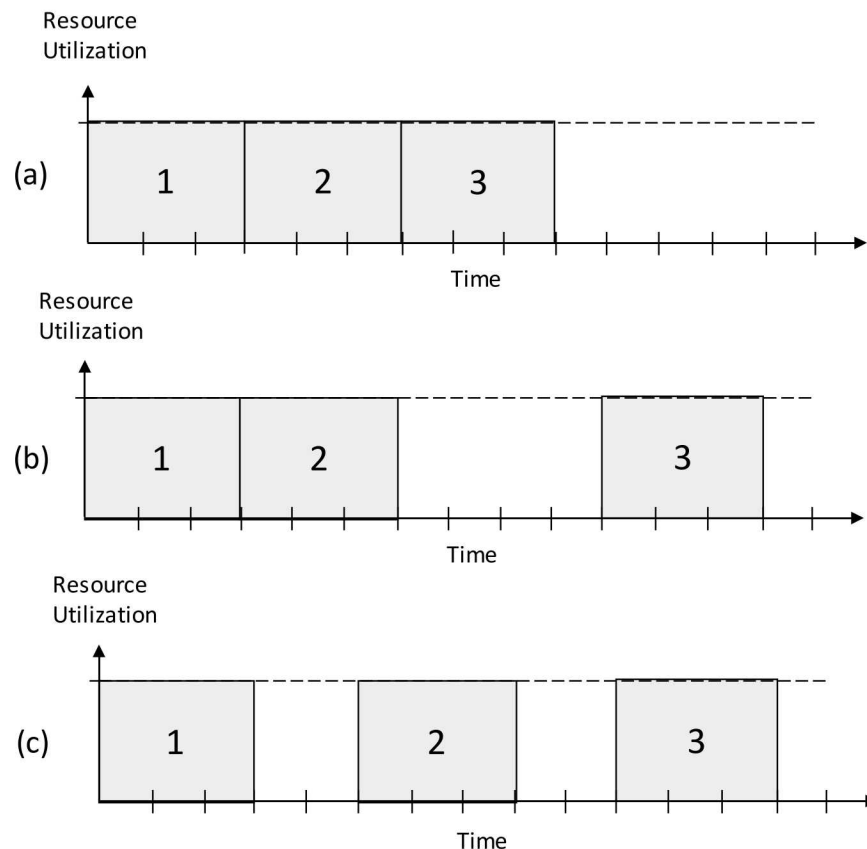 Resource
Utilization
(a)
1
2
3
Time
Resource
Utilization
(b)
1
2
3
Time
Resource
Utilization
(c)
1
2
3
Time